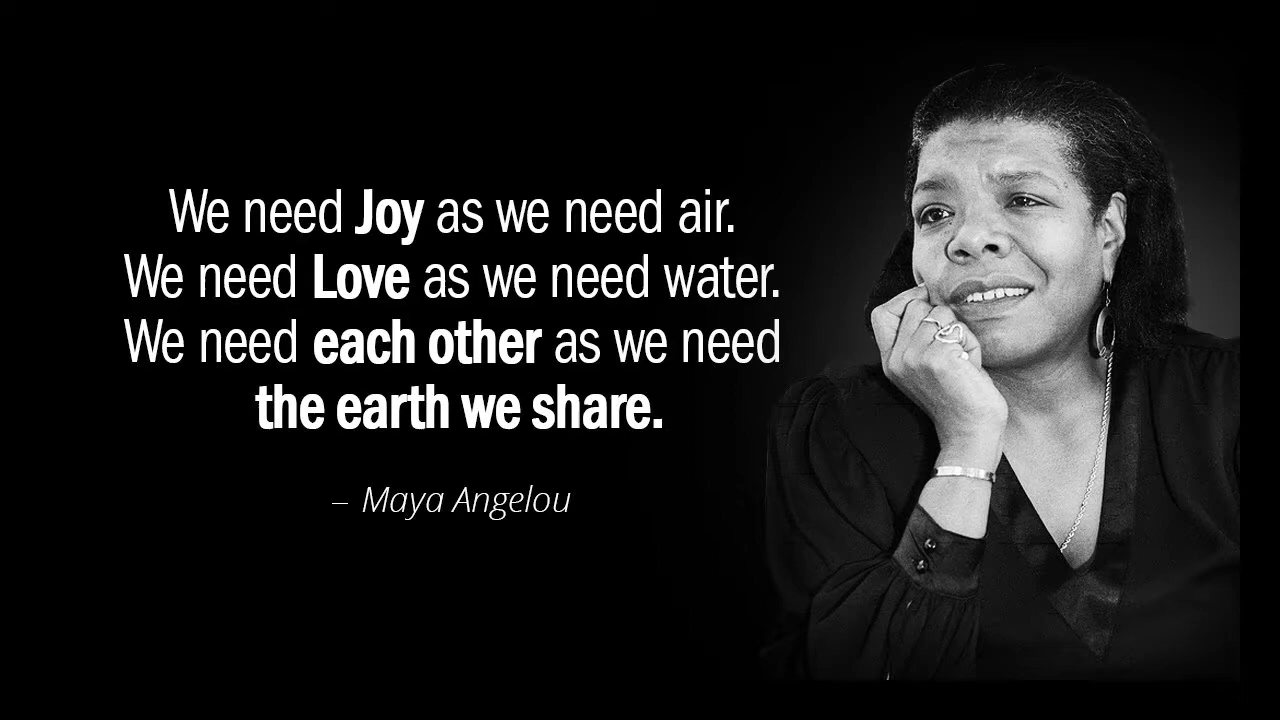 We need Joy as we need air.
We need Love as we need water.
We need each other as we need
the earth we share.
– Maya Angelou